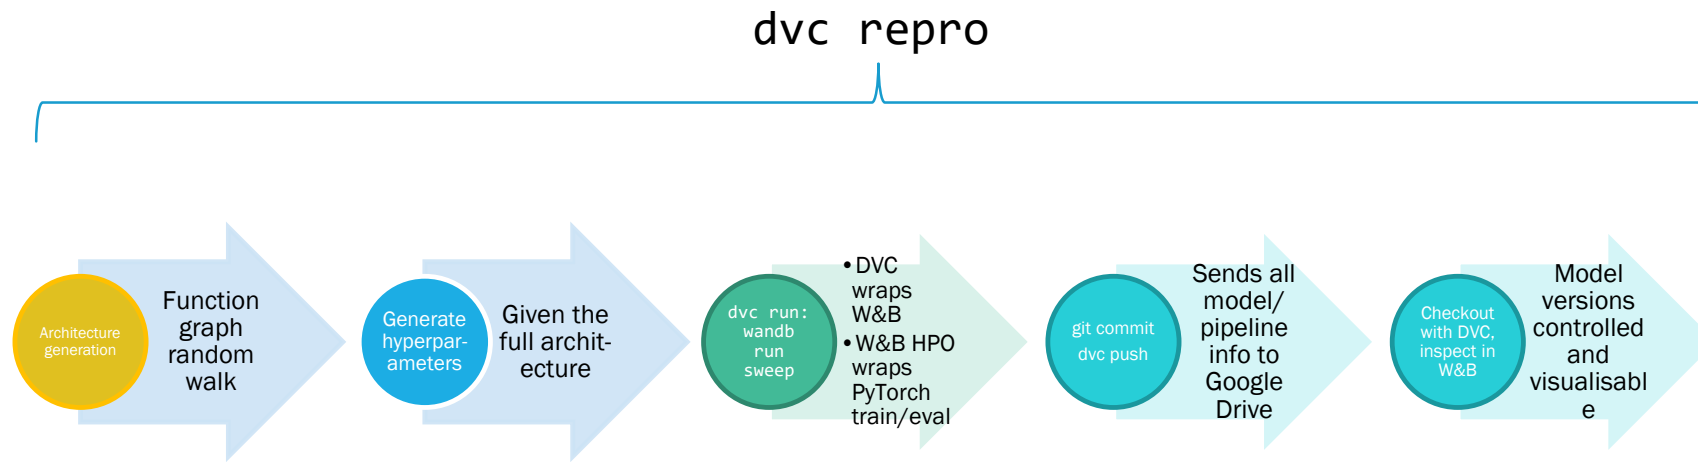 dvc repro
Architecture
generation
Function
graph
random
walk
Generate
hyperpar-
ameters
Given the
full archit-
ecture
dvc run:
wandb
run
sweep
•DVC
wraps
W&B
•W&B HPO
wraps
PyTorch
train/eval
git commit
dvc push
Sends all
model/
pipeline
info to
Google
Drive
Checkout
with DVC,
inspect in
W&B
Model
versions
controlled
and
visualisabl
e